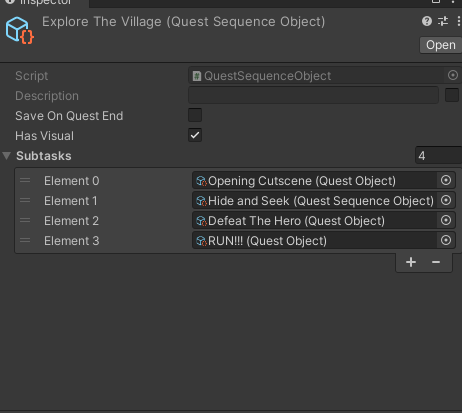 Inspector
Explore The Village (Quest Sequence Object)
Open
Script QuestSequenceObject
Description
Save On Quest End
Has Visual
Subtasks 4
Element 0 Opening Cutscene (Quest Object)
Element 1 Hide and Seek (Quest Sequence Object)
Element 2 Defeat The Hero (Quest Object)
Element 3 RUN!!! (Quest Object)